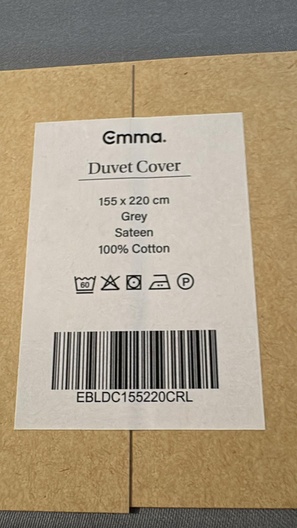 emma.
Duvet Cover
155 x 220 cm
Grey
Sateen
100% Cotton
60 P
EBLDC155220CRL